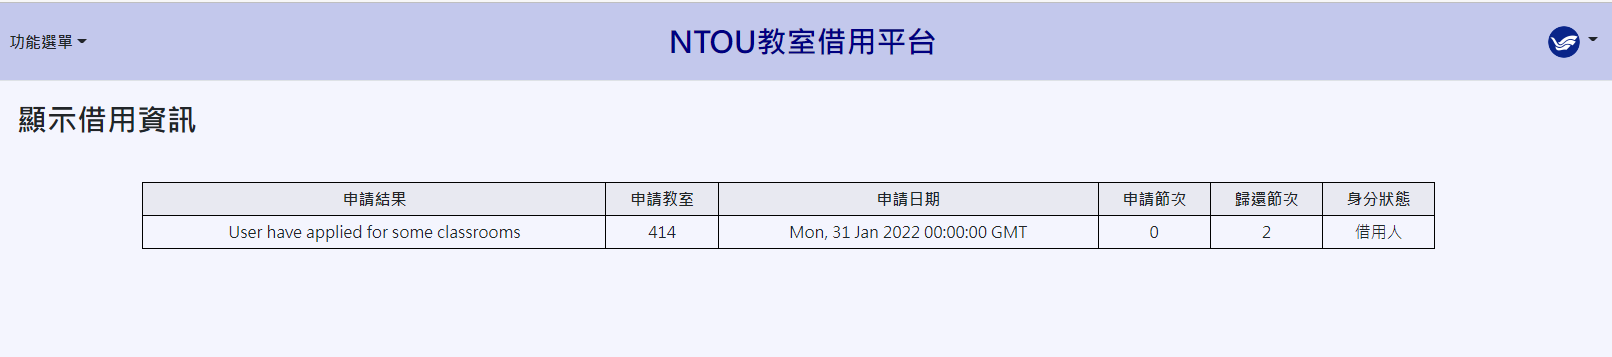 功能選單
NTOU教室借用平台
顯示借用資訊
申請結果 申請教室 申請日期 申請節次 歸還節次 身分狀態
User have applied for some classrooms 414 Mon, 31 Jan 2022 00:00:00 GMT 0 2 借用人